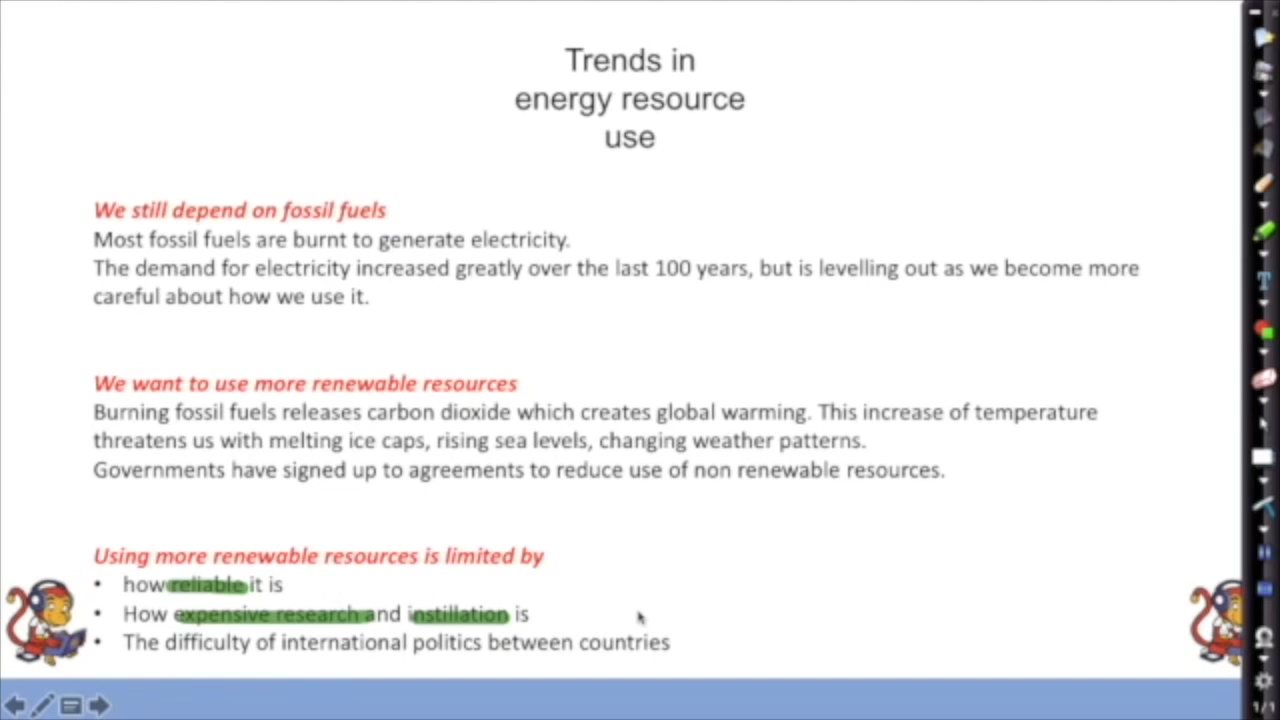 Trends in
energy resource
use
We still depend on fossil fuels
Most fossil fuels are burnt to generate electricity.
The demand for electricity increased greatly over the last 100 years, but is levelling out as we become more
careful about how we use it.
We want to use more renewable resources
Burning fossil fuels releases carbon dioxide which creates global warming. This increase of temperature
threatens us with melting ice caps, rising sea levels, changing weather patterns.
Governments have signed up to agreements to reduce use of non renewable resources.
Using more renewable resources is limited by
• how reliable it is
• How expensive research and instillation is
• The difficulty of international politics between countries
1/1